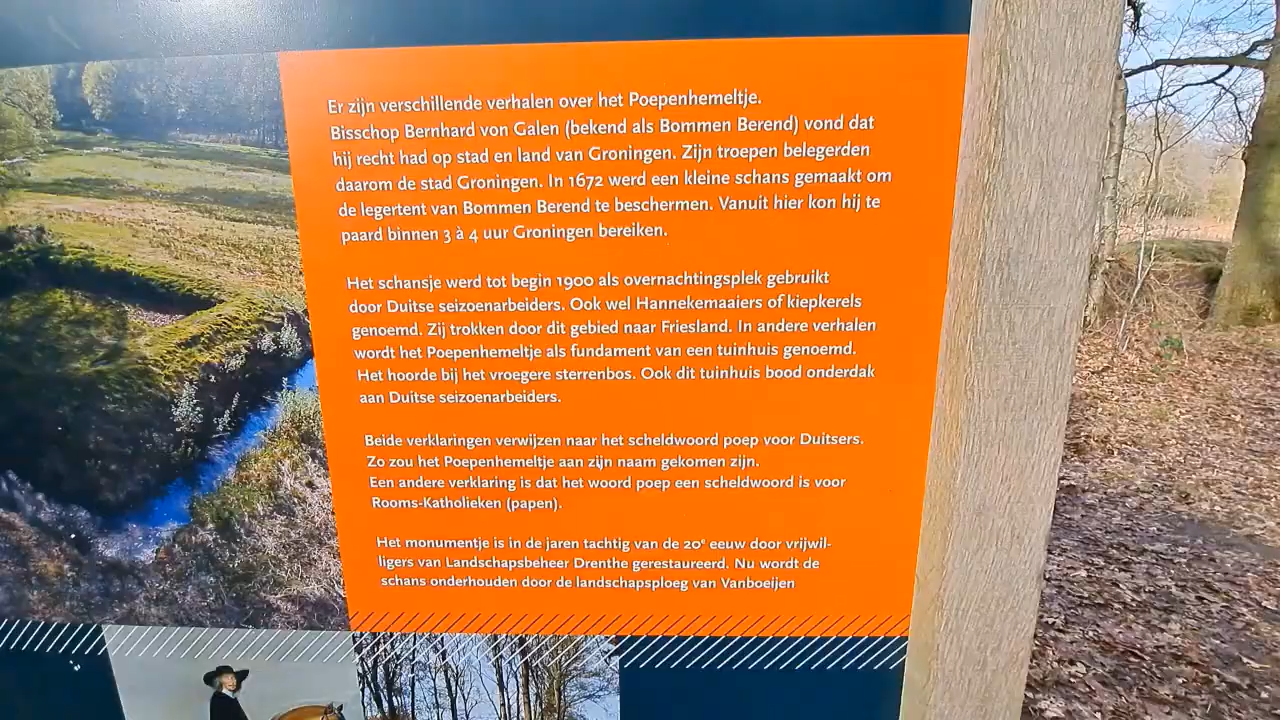 Er zijn verschillende verhalen over het Poepenhemeltje.
Bisschop Bernhard von Galen (bekend als Bommen Berend) vond dat
hij recht had op stad en land van Groningen. Zijn troepen belegerden
daarom de stad Groningen. In 1672 werd een kleine schans gemaakt om
de legertent van Bommen Berend te beschermen. Vanuit hier kon hij te
paard binnen 3 à 4 uur Groningen bereiken.
Het schansje werd tot begin 1900 als overnachtingsplek gebruikt
door Duitse seizoenarbeiders. Ook wel Hannekemaaiers of kiepkerels
genoemd. Zij trokken door dit gebied naar Friesland. In andere verhalen
wordt het Poepenhemeltje als fundament van een tuinhuis genoemd.
Het hoorde bij het vroegere sterrenbos. Ook dit tuinhuis bood onderdak
aan Duitse seizoenarbeiders.
Beide verklaringen verwijzen naar het scheldwoord poep voor Duitsers.
Zo zou het Poepenhemeltje aan zijn naam gekomen zijn.
Een andere verklaring is dat het woord poep een scheldwoord is voor
Rooms-Katholieken (papen).
Het monumentje is in de jaren tachtig van de 20e eeuw door vrijwil-
ligers van Landschapsbeheer Drenthe gerestaureerd. Nu wordt de
schans onderhouden door de landschapsploeg van Vanboeijen